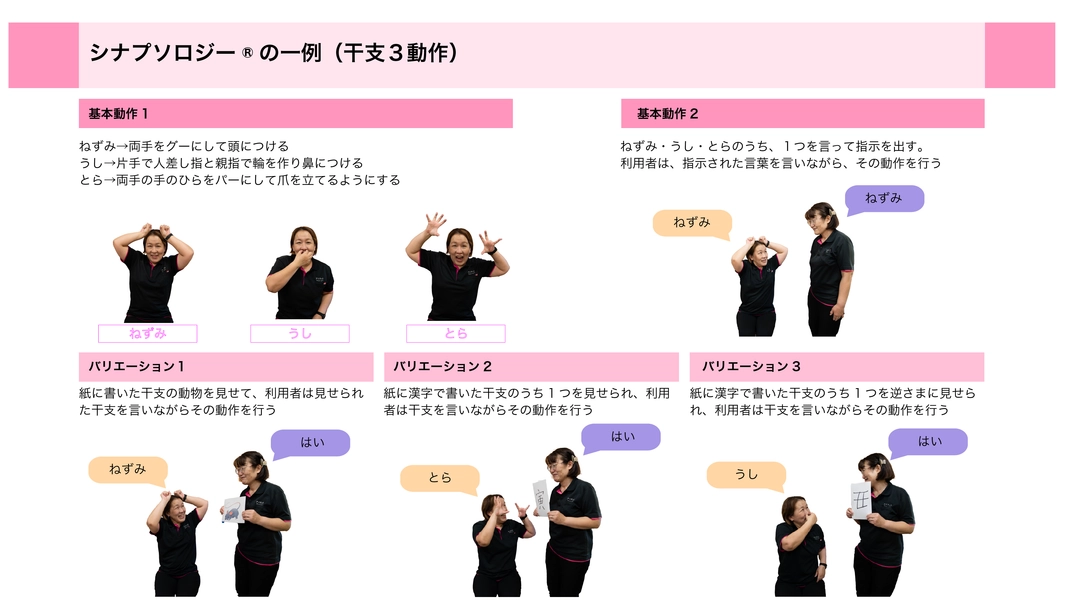 シナプソロジー®の一例（干支３動作）
基本動作１
ねずみ→両手をグーにして頭につける
うし→片手で人差し指と親指で輪を作り鼻につける
とら→両手の手のひらをパーにして爪を立てるようにする
ねずみ
うし
とら
基本動作２
ねずみ・うし・とらのうち、１つを言って指示を出す。
利用者は、指示された言葉を言いながら、その動作を行う
ねずみ
ねずみ
バリエーション１
紙に書いた干支の動物を見せて、利用者は見せられ
た干支を言いながらその動作を行う
ねずみ
はい
バリエーション２
紙に漢字で書いた干支のうち１つを見せられ、利用
者は干支を言いながらその動作を行う
とら
はい
寅
バリエーション３
紙に漢字で書いた干支のうち１つを逆さまに見せら
れ、利用者は干支を言いながらその動作を行う
うし
はい
丑